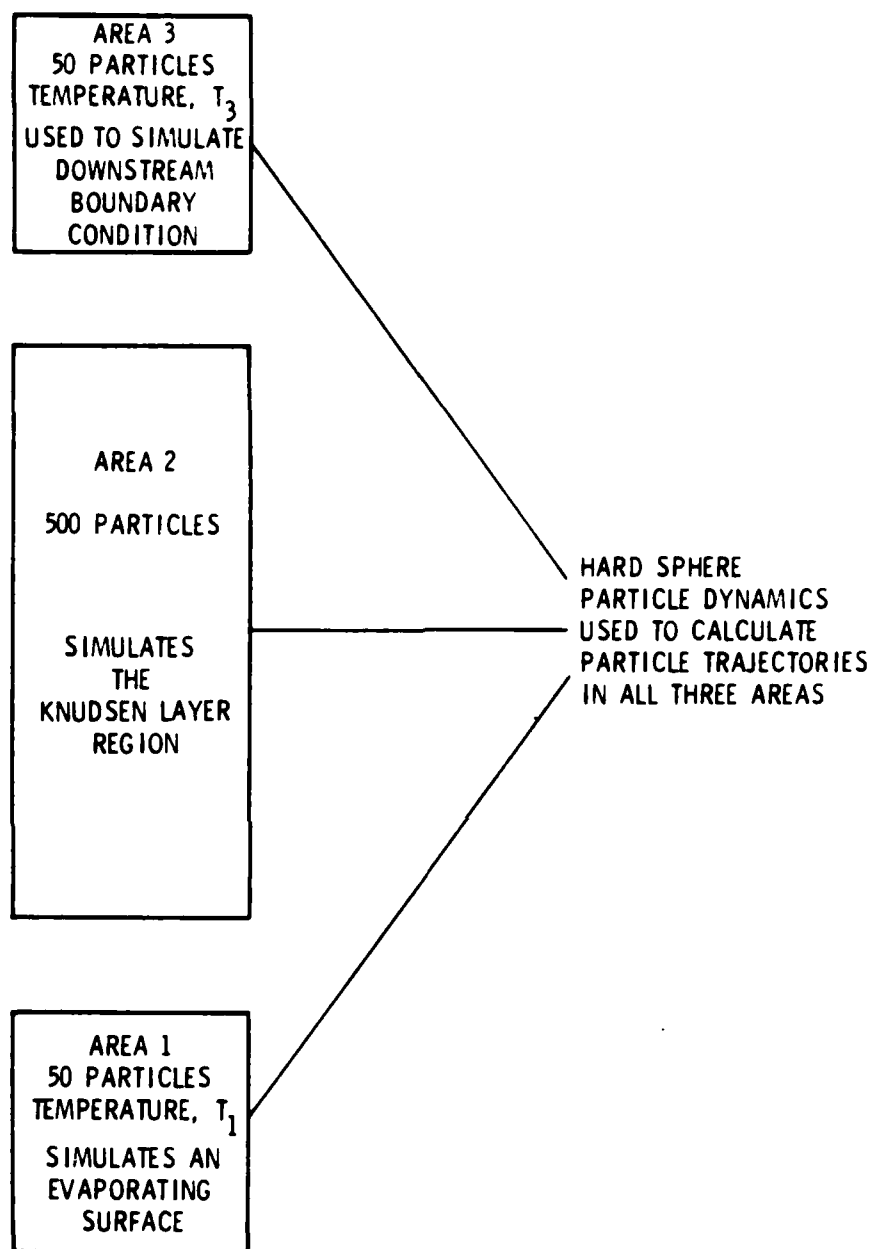 AREA 3
50 PARTICLES
TEMPERATURE, T3
USED TO SIMULATE
DOWNSTREAM
BOUNDARY
CONDITION
AREA 2
500 PARTICLES
SIMULATES
THE
KNUDSEN LAYER
REGION
HARD SPHERE
PARTICLE DYNAMICS
USED TO CALCULATE
PARTICLE TRAJECTORIES
IN ALL THREE AREAS
AREA 1
50 PARTICLES
TEMPERATURE, T1
SIMULATES AN
EVAPORATING
SURFACE